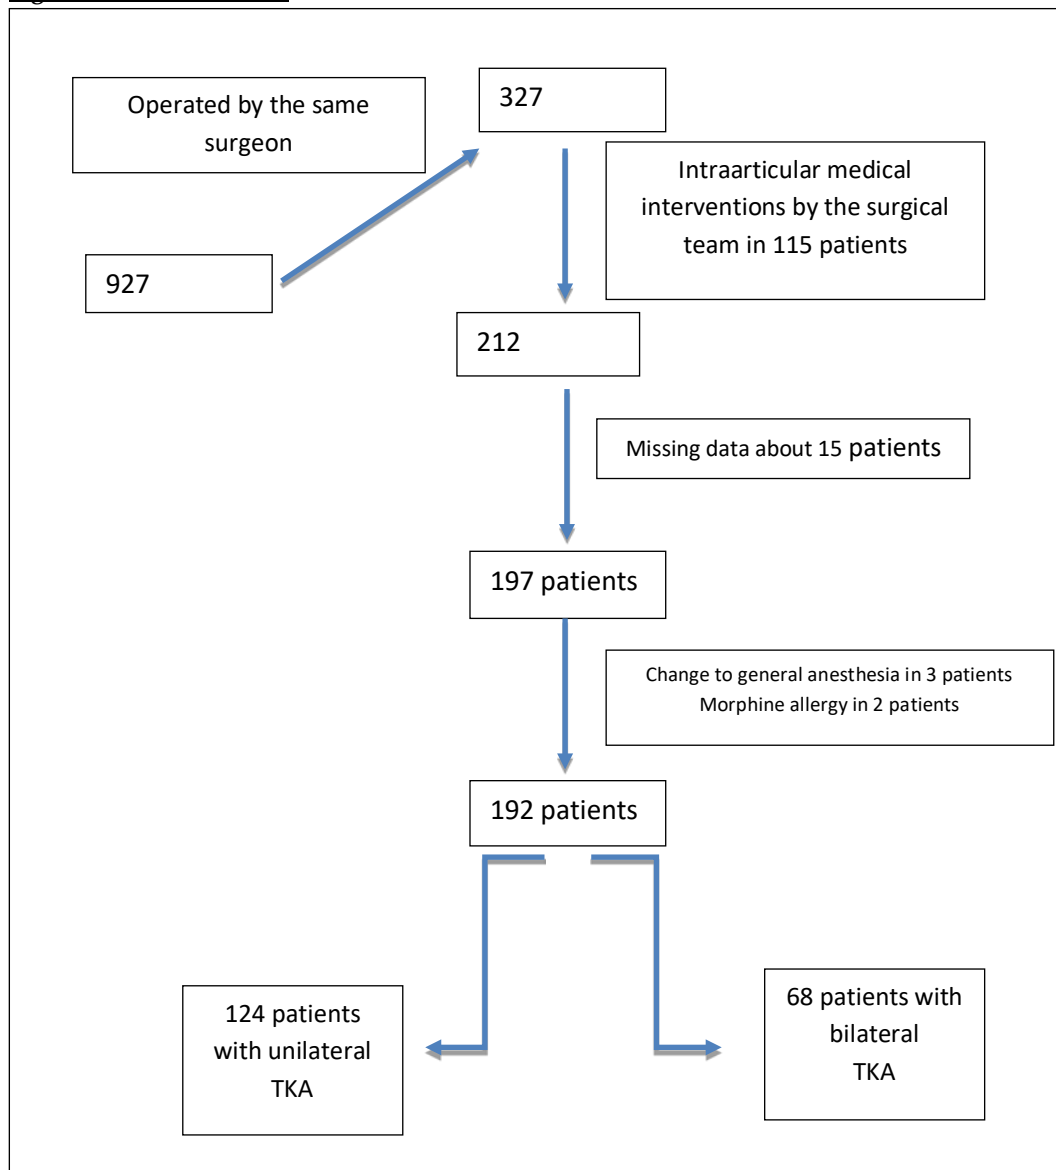 Operated by the same
surgeon
327
Intraarticular medical
interventions by the surgical
team in 115 patients
927
212
Missing data about 15 patients
197 patients
Change to general anesthesia in 3 patients
Morphine allergy in 2 patients
192 patients
124 patients
with unilateral
TKA
68 patients with
bilateral
TKA